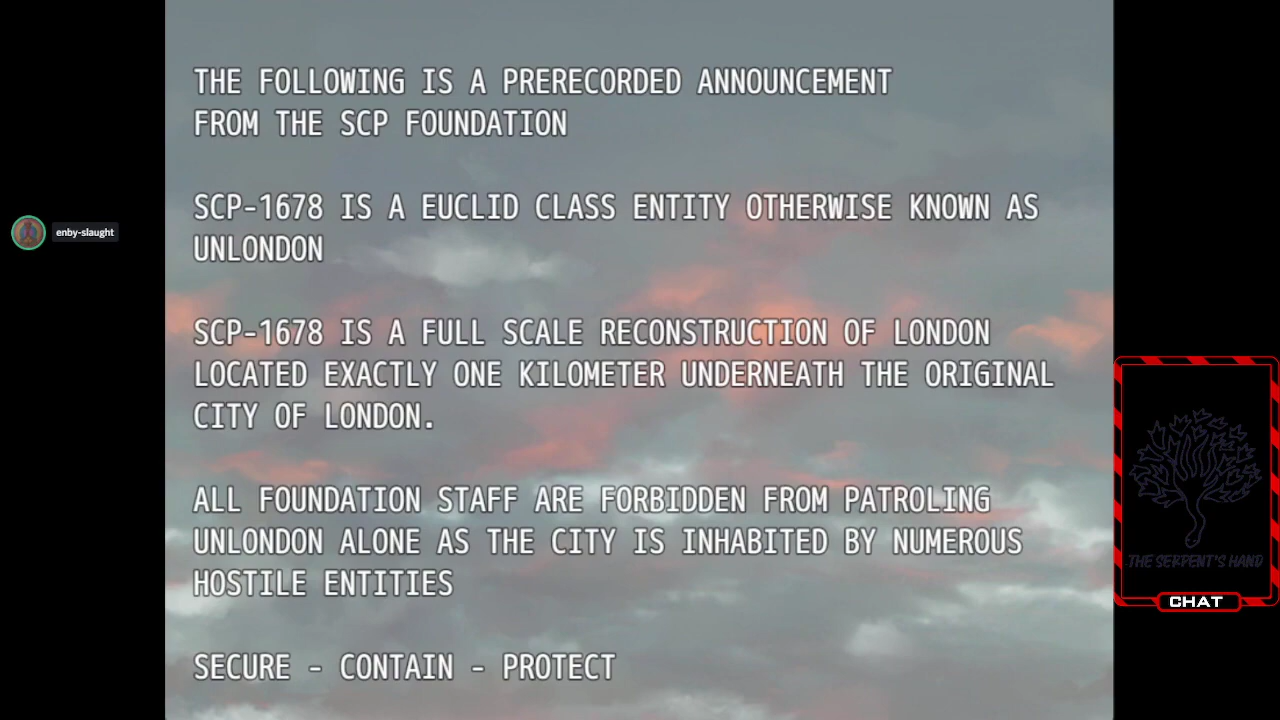 THE FOLLOWING IS A PRERECORDED ANNOUNCEMENT
FROM THE SCP FOUNDATION
SCP-1678 IS A EUCLID CLASS ENTITY OTHERWISE KNOWN AS
UNLONDON
enby-slaught
SCP-1678 IS A FULL SCALE RECONSTRUCTION OF LONDON
LOCATED EXACTLY ONE KILOMETER UNDERNEATH THE ORIGINAL
CITY OF LONDON.
ALL FOUNDATION STAFF ARE FORBIDDEN FROM PATROLING
UNLONDON ALONE AS THE CITY IS INHABITED BY NUMEROUS
HOSTILE ENTITIES
SECURE - CONTAIN - PROTECT
THE SERPENT'S HAND
CHAT